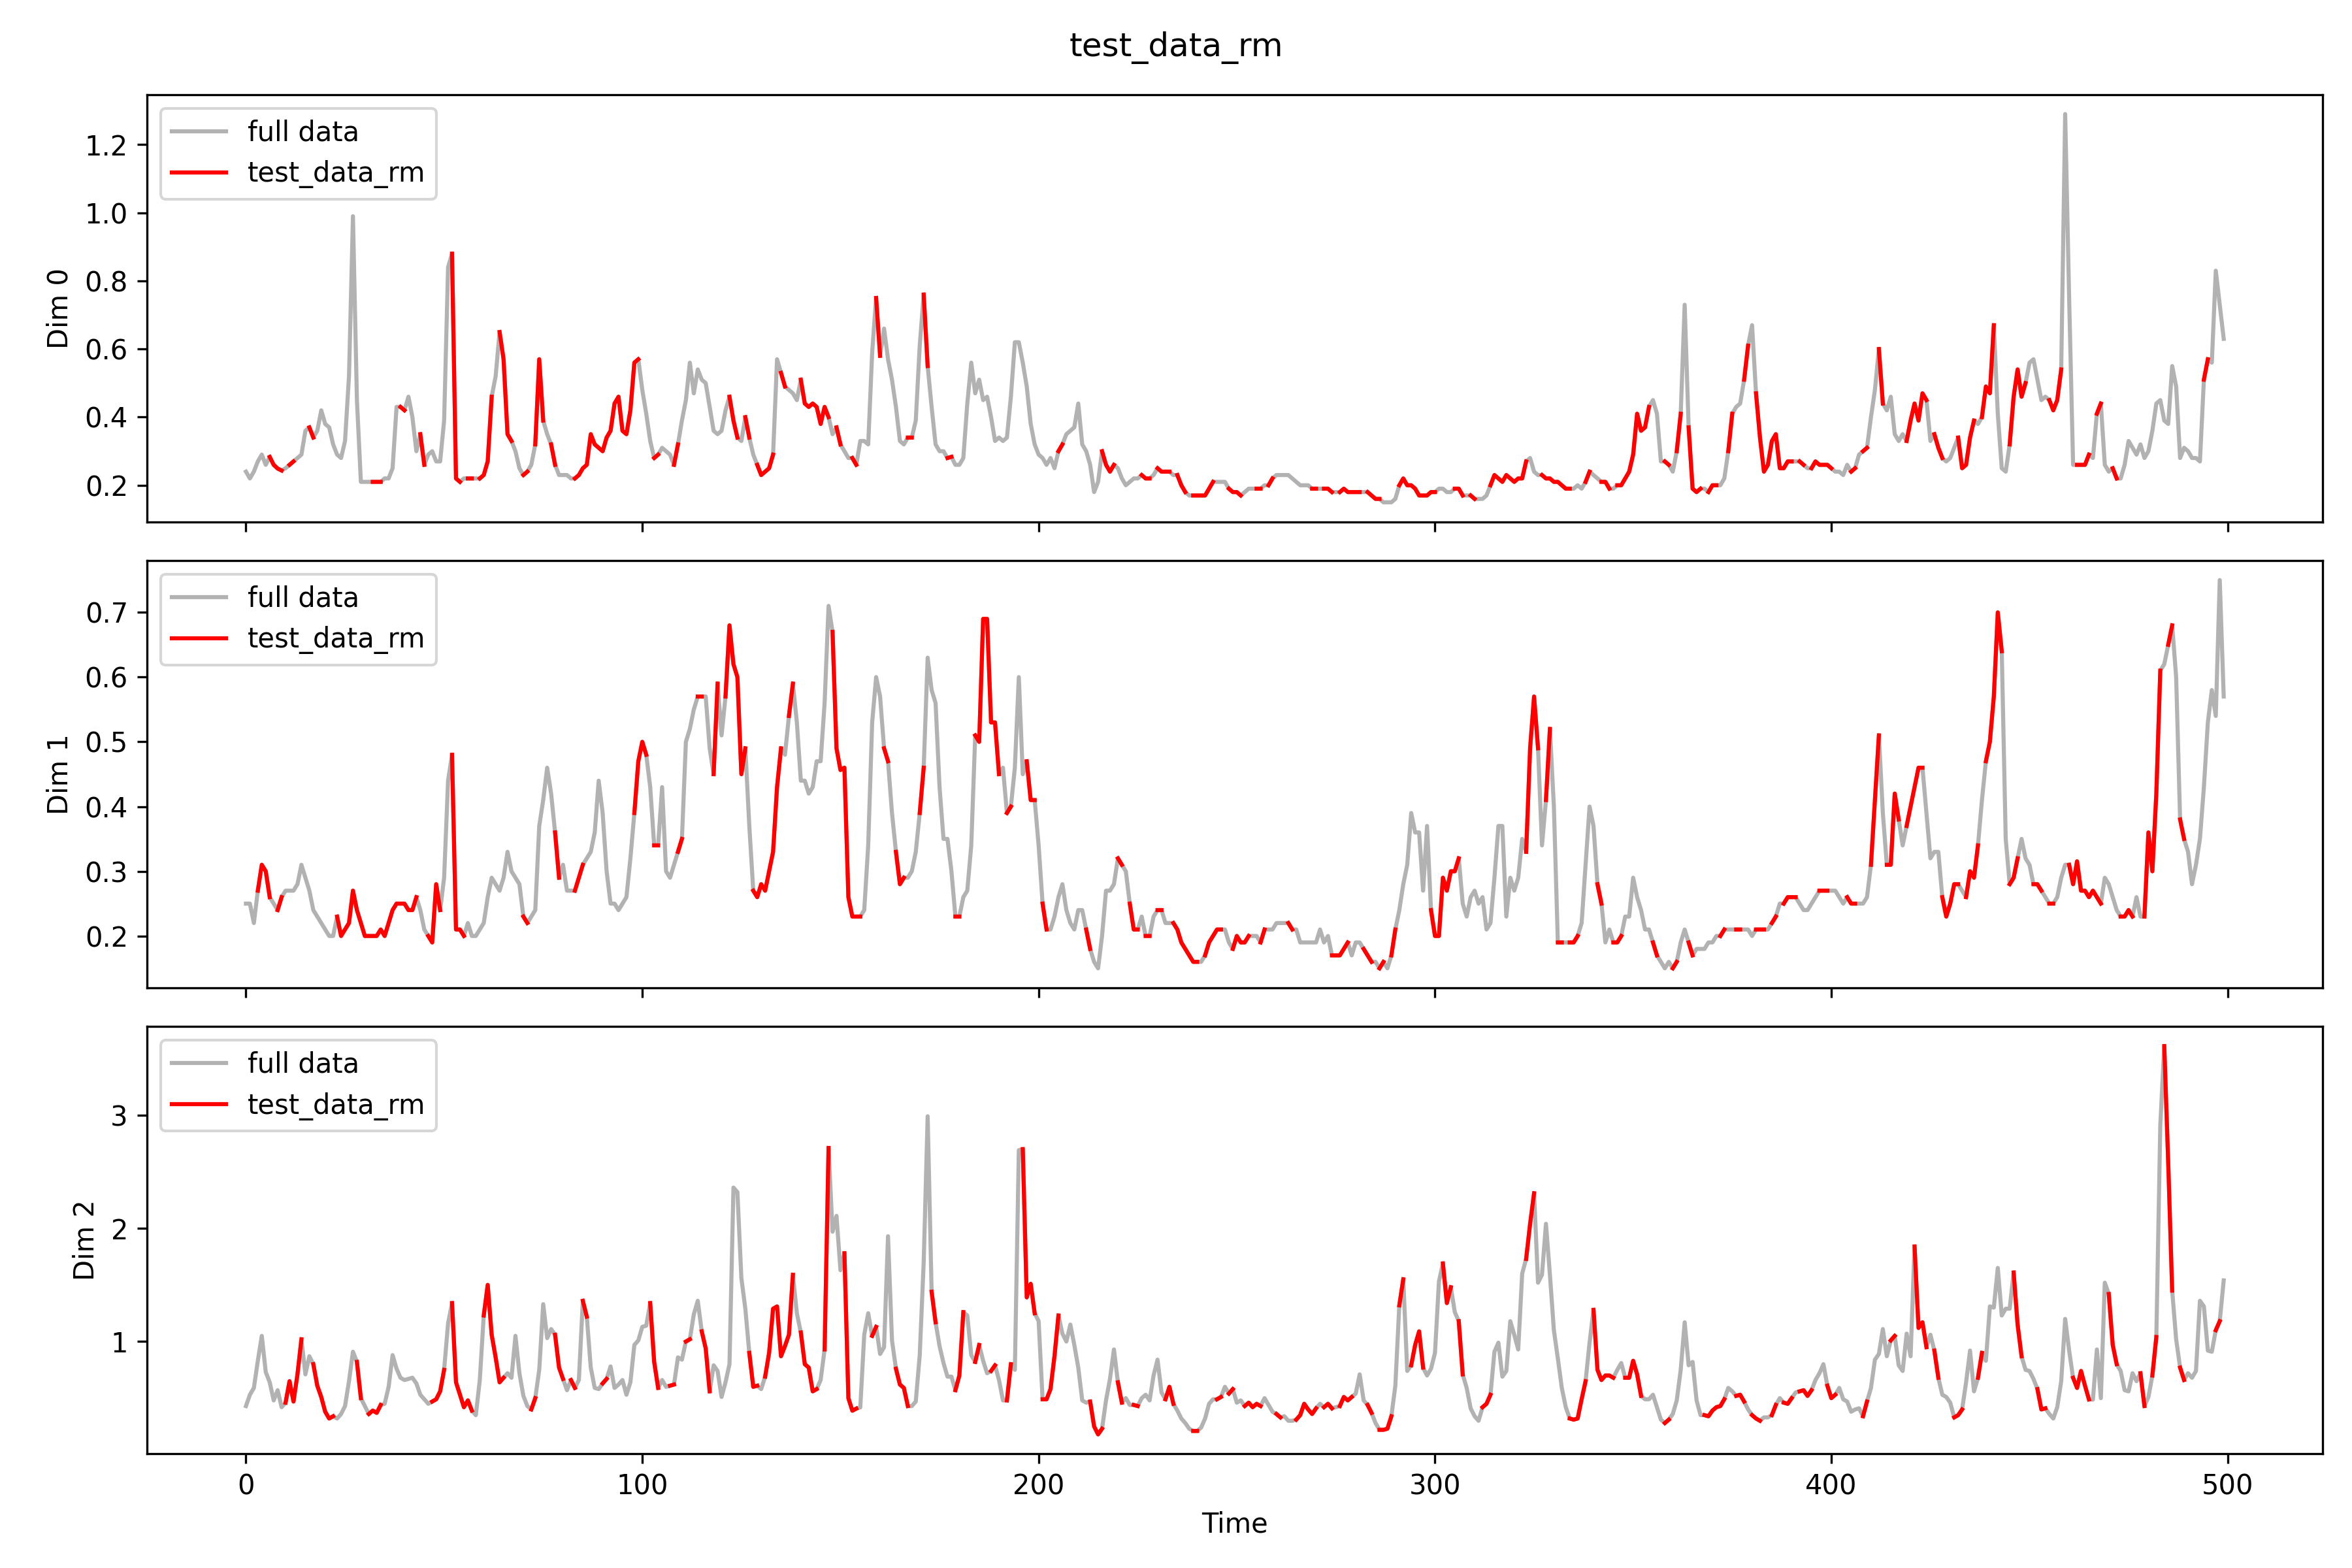 test_data_rm
full data
test_data_rm
1.2
1.0
0.8
0.6
0.4
0.2
Dim 0
full data
test_data_rm
0.7
0.6
0.5
0.4
0.3
0.2
Dim 1
full data
test_data_rm
3
2
1
Dim 2
0 100 200 300 400 500
Time